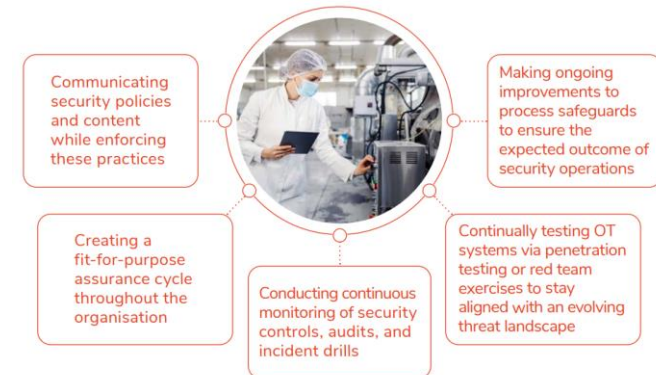 Communicating
security policies
and content
while enforcing
these practices
Creating a
fit-for-purpose
assurance cycle
throughout the
organisation
Conducting continuous
monitoring of security
controls, audits, and
incident drills
Continually testing OT
systems via penetration
testing or red team
exercises to stay
aligned with an evolving
threat landscape
Making ongoing
improvements to
process safeguards
to ensure the
expected outcome of
security operations